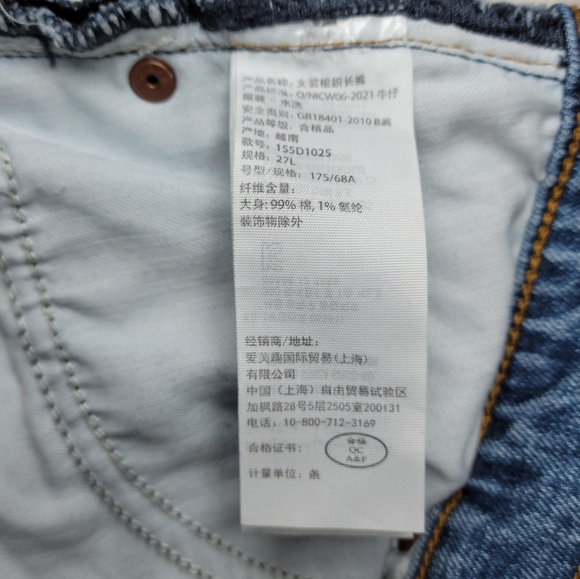 产品名称: 女装梭织长裤
产品标准: Q/NICW06-2021 牛仔
服装 - 水洗
安全类别: GB18401-2010 B类
产品等级: 合格品
产地: 越南
款号: 155D1025
规格: 27L
号型/规格: 175/68A
纤维含量:
大身: 99% 棉, 1% 氨纶
装饰物除外
经销商/地址:
爱芙趣国际贸易(上海)
有限公司
中国（上海）自由贸易试验区
加枫路28号5层2505室200131
电话: 10-800-712-3169
合格证书:
合格
QC
A&F
计量单位: 条